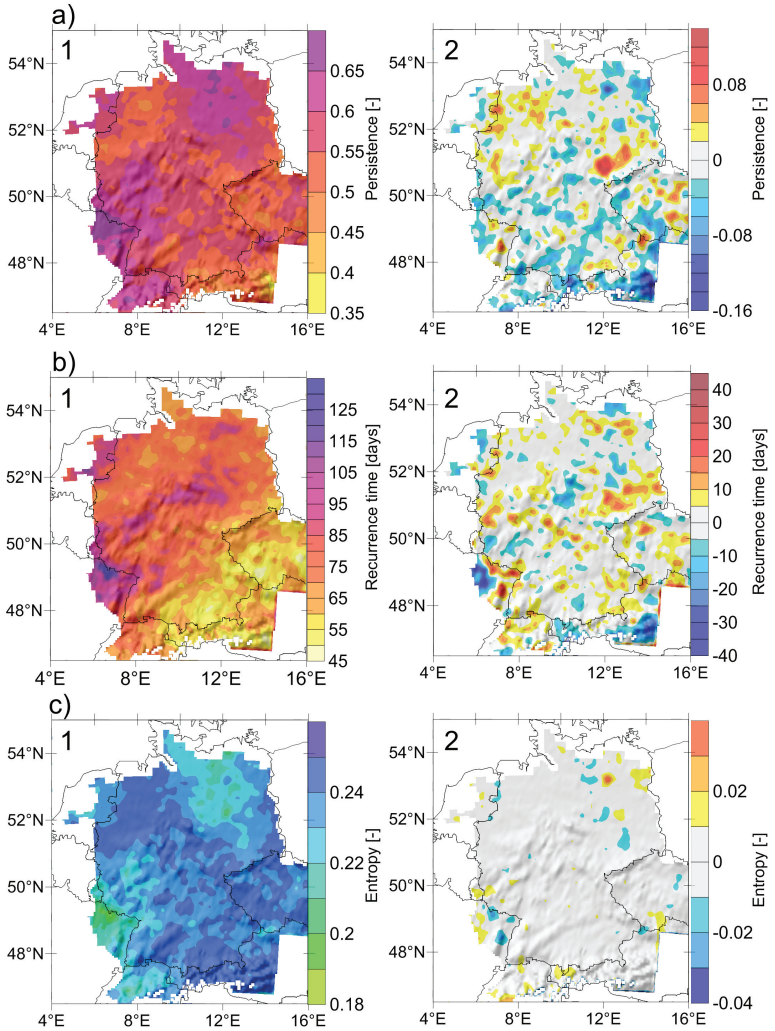 a)
1
54°N
52°N
50°N
48°N
4°E
8°E
12°E
16°E
0.65
0.6
0.55
0.5
0.45
0.4
0.35
Persistence [-]
2
54°N
52°N
50°N
48°N
4°E
8°E
12°E
16°E
0.08
0
-0.08
-0.16
Persistence [-]
b)
1
54°N
52°N
50°N
48°N
4°E
8°E
12°E
16°E
125
115
105
95
85
75
65
55
45
Recurrence time [days]
2
54°N
52°N
50°N
48°N
4°E
8°E
12°E
16°E
40
30
20
10
0
-10
-20
-30
-40
Recurrence time [days]
c)
1
54°N
52°N
50°N
48°N
4°E
8°E
12°E
16°E
0.24
0.22
0.2
0.18
Entropy [-]
2
54°N
52°N
50°N
48°N
4°E
8°E
12°E
16°E
0.02
0
-0.02
-0.04
Entropy [-]